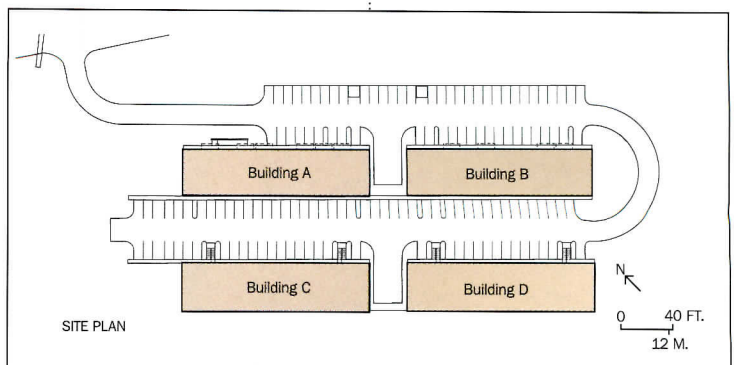 Building A
Building B
Building C
Building D
SITE PLAN
N
0 40 FT.
12 M.